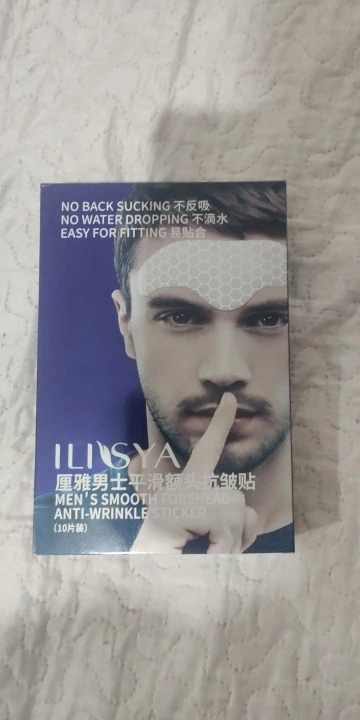 NO BACK SUCKING 不反吸
NO WATER DROPPING 不滴水
EASY FOR FITTING 易贴合
ILISYA
厘雅男士平滑额头抗皱贴
MEN'S SMOOTH FOREHEAD
ANTI-WRINKLE STICKER
(10片装)